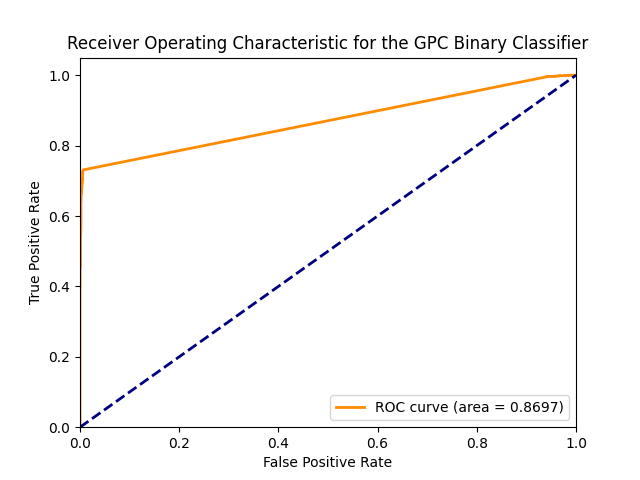 Receiver Operating Characteristic for the GPC Binary Classifier
1.0
0.8
0.6
0.4
0.2
0.0
True Positive Rate
0.0 0.2 0.4 0.6 0.8 1.0
False Positive Rate
ROC curve (area = 0.8697)